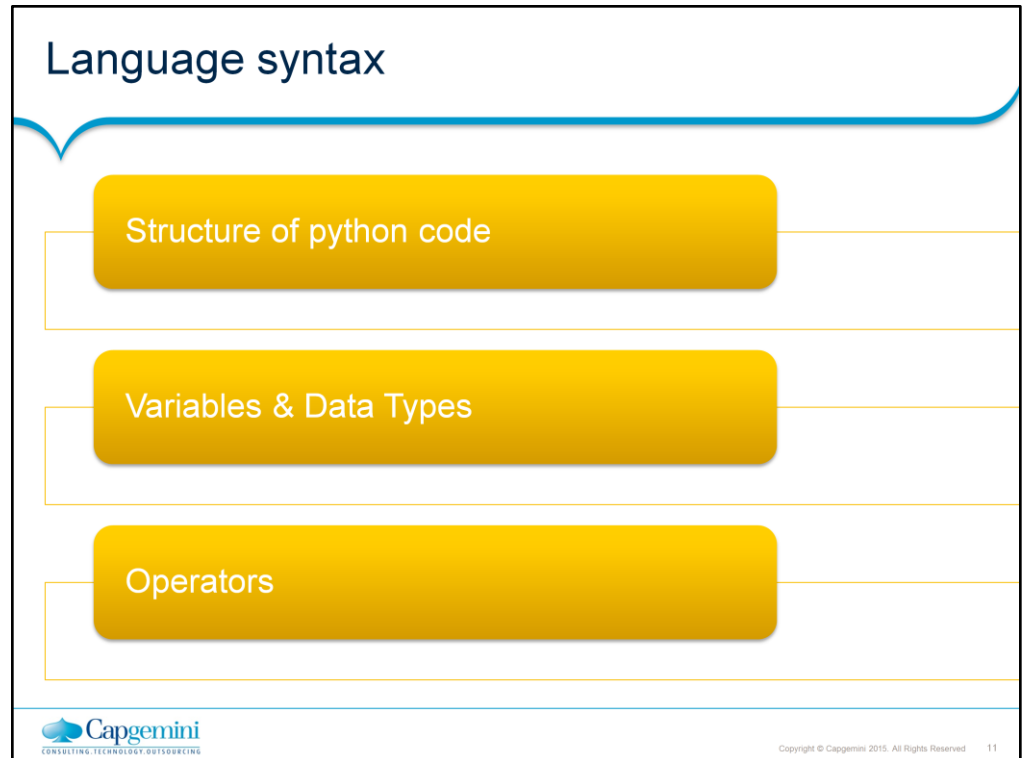 Language syntax
Structure of python code
Variables & Data Types
Operators
Capgemini
CONSULTING.TECHNOLOGY.OUTSOURCING
Copyright © Capgemini 2015. All Rights Reserved 11